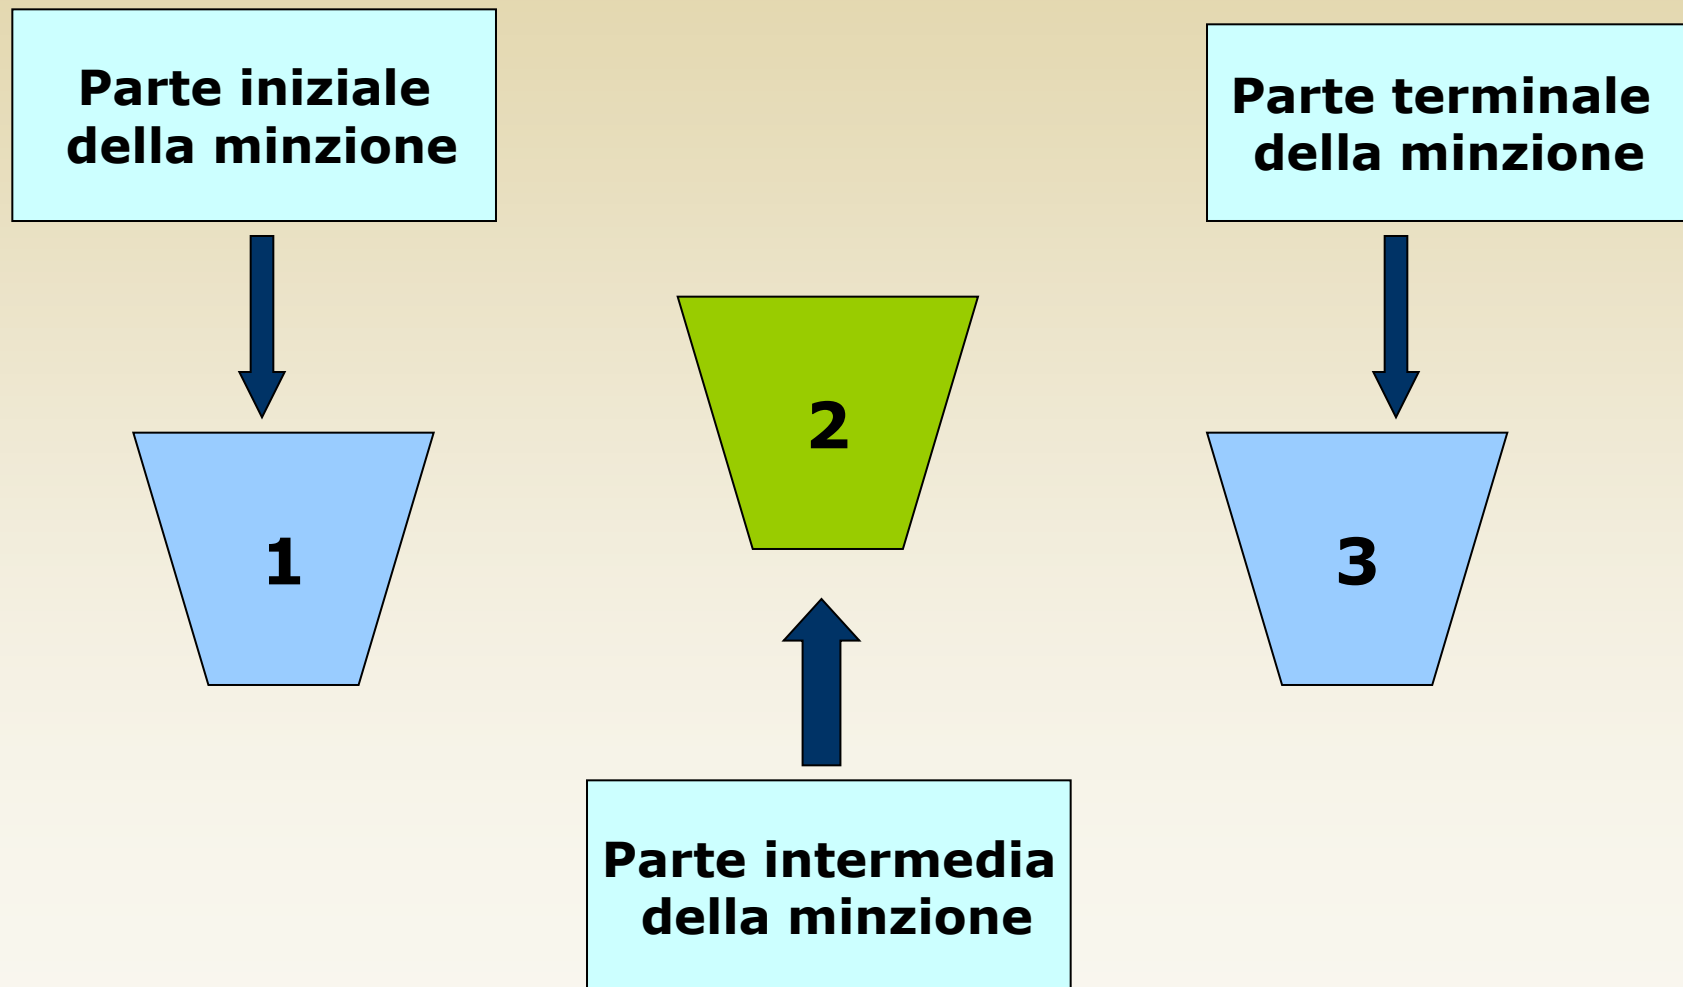 Parte iniziale
della minzione
Parte terminale
della minzione
2
1
3
Parte intermedia
della minzione